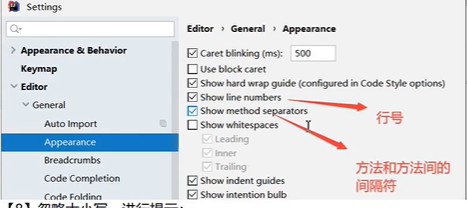 Settings
Appearance & Behavior
Keymap
Editor
General
Auto Import
Appearance
Breadcrumbs
Code Completion
Code Folding
Editor › General › Appearance
Caret blinking (ms): 500
Use block caret
Show hard wrap guide (configured in Code Style options)
Show line numbers
Show method separators
Show whitespaces
Leading
Inner
Trailing
Show indent guides
Show intention bulb
行号
方法和方法间的
间隔符
【8】忽略大小写，进行提示：